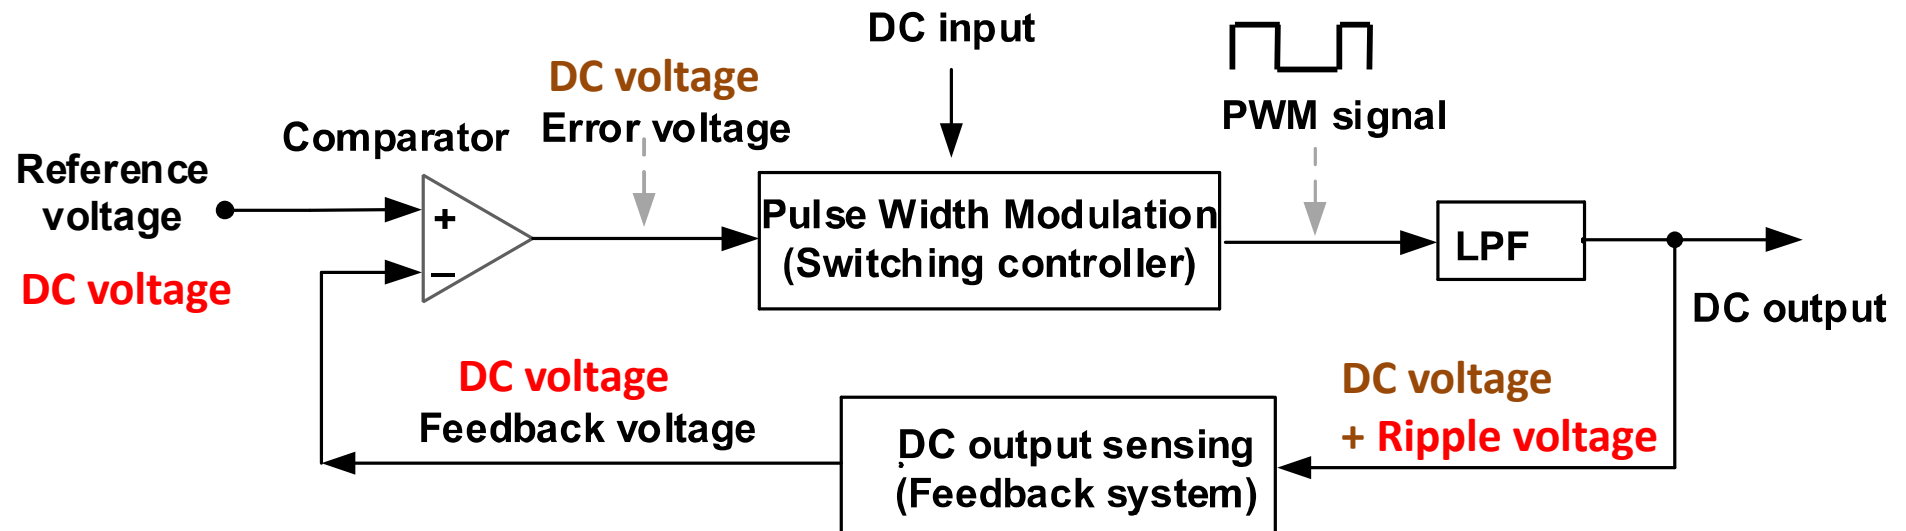 DC input
DC voltage
Error voltage
PWM signal
Comparator
Reference
voltage
DC voltage
+
–
Pulse Width Modulation
(Switching controller)
LPF
DC output
DC voltage
Feedback voltage
DC voltage
+ Ripple voltage
DC output sensing
(Feedback system)